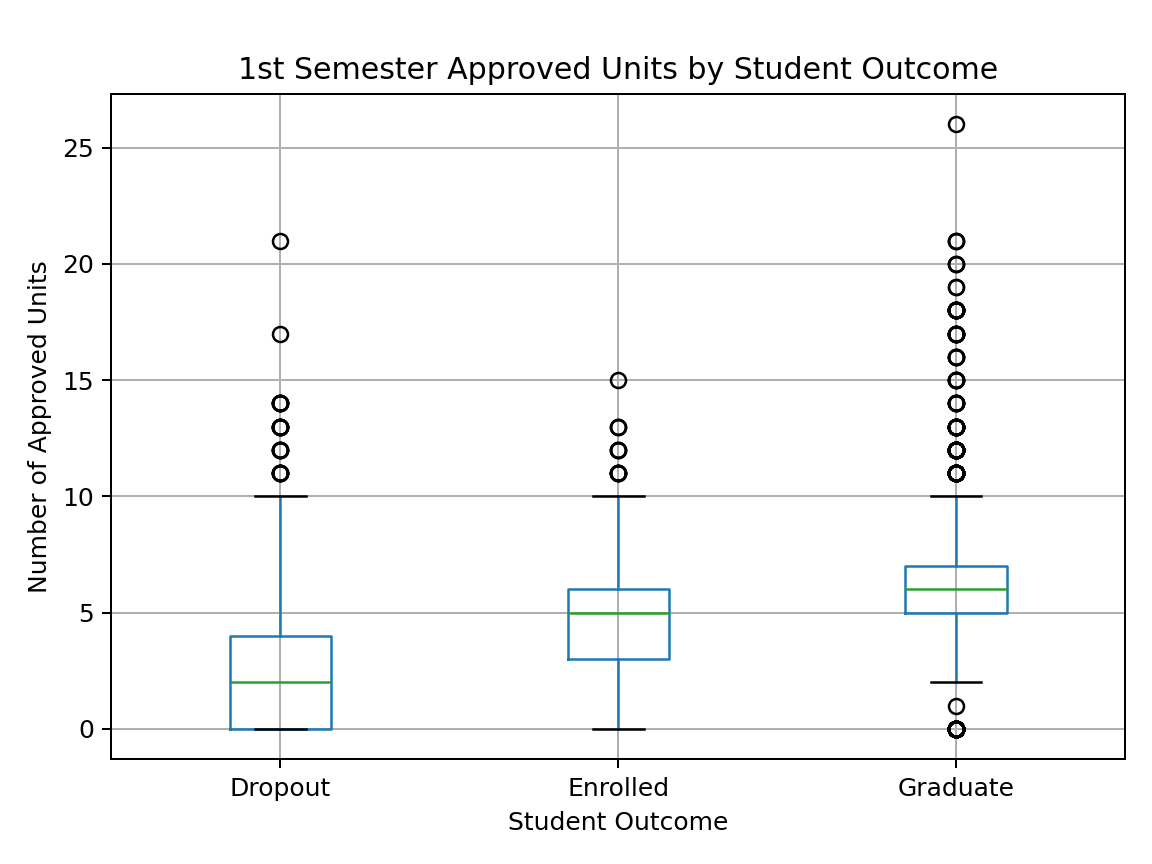 1st Semester Approved Units by Student Outcome
Number of Approved Units
25
20
15
10
5
0
Dropout Enrolled Graduate
Student Outcome